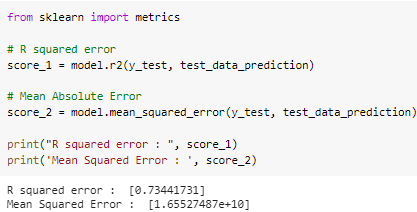 from sklearn import metrics
# R squared error
score_1 = model.r2(y_test, test_data_prediction)
# Mean Absolute Error
score_2 = model.mean_squared_error(y_test, test_data_prediction)
print("R squared error : ", score_1)
print('Mean Squared Error : ', score_2)
R squared error :  [0.73441731]
Mean Squared Error :  [1.65527487e+10]